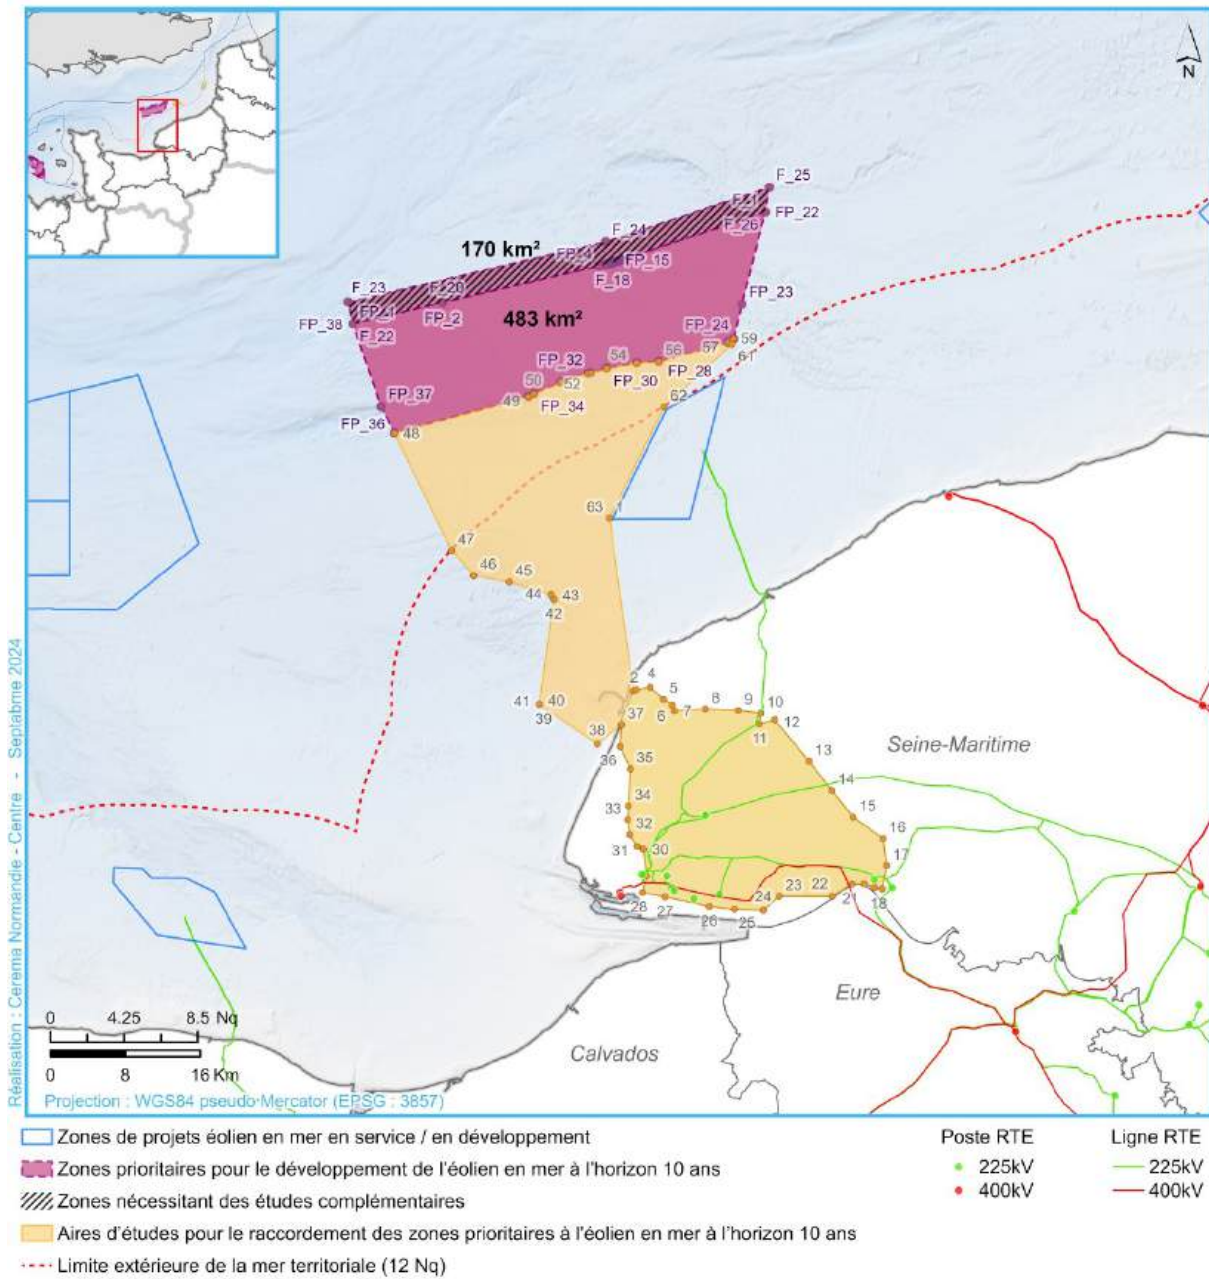 N
F_25
F_1
FP_22
F_24
F_26
170 km²
FP_4
FP_15
F_18
F_23
F_20
FP_1
FP_2
FP_38
F_22
483 km²
FP_23
FP_24
59
57
61
FP_32
54
56
50
52
FP_30
FP_28
49
FP_34
62
FP_37
FP_36
48
63
1
47
46
45
44
43
42
2
4
5
41
40
6
7
8
9
10
39
37
11
12
38
36
35
13
Seine-Maritime
14
34
33
15
32
16
31
30
17
28
27
24
23
22
2
18
26
25
Eure
Calvados
0 4.25 8.5 Nq
0 8 16 Km
Projection : WGS84 pseudo-Mercator (EPSG : 3857)
Réalisation : Cerema Normandie - Centre - Septabme 2024
Zones de projets éolien en mer en service / en développement
Zones prioritaires pour le développement de l'éolien en mer à l'horizon 10 ans
Zones nécessitant des études complémentaires
Aires d'études pour le raccordement des zones prioritaires à l'éolien en mer à l'horizon 10 ans
Limite extérieure de la mer territoriale (12 Nq)
Poste RTE
225kV
400kV
Ligne RTE
225kV
400kV